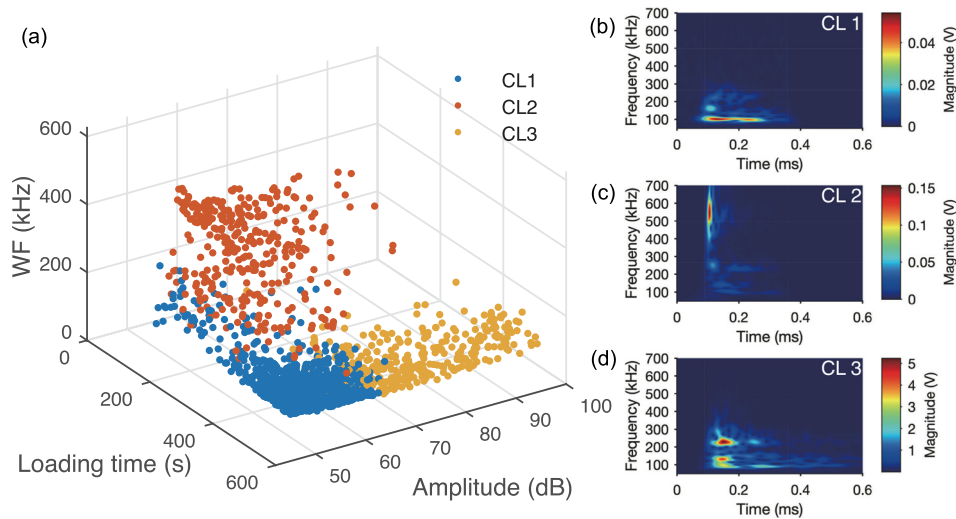 (a)
CL1
CL2
CL3
WF (kHz)
600
400
200
0
0
200
400
600
Loading time (s)
50
60
70
80
90
100
Amplitude (dB)
(b)
CL 1
Frequency (kHz)
700
600
500
400
300
200
100
0
0.2
0.4
0.6
Time (ms)
0.04
0.02
0
Magnitude (V)
(c)
CL 2
Frequency (kHz)
700
600
500
400
300
200
100
0
0.2
0.4
0.6
Time (ms)
0.15
0.1
0.05
0
Magnitude (V)
(d)
CL 3
Frequency (kHz)
700
600
500
400
300
200
100
0
0.2
0.4
0.6
Time (ms)
5
4
3
2
1
Magnitude (V)